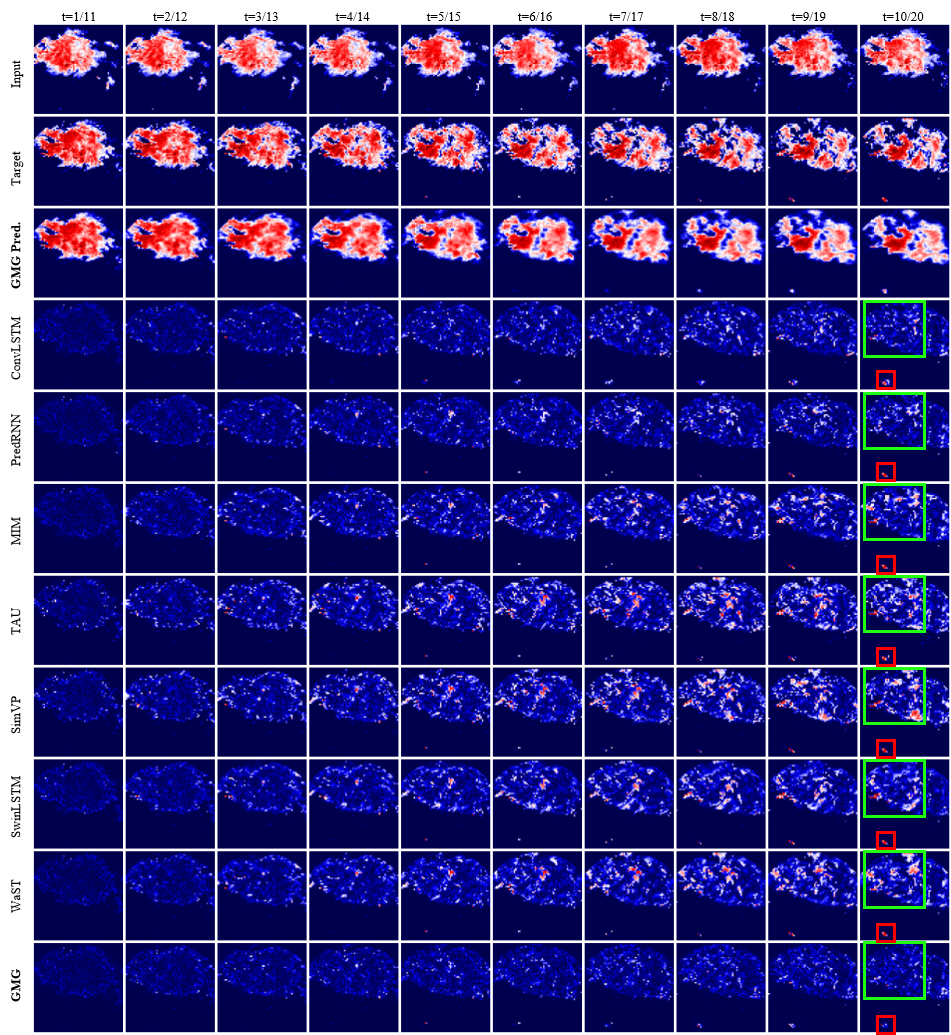 t=1/11 t=2/12 t=3/13 t=4/14 t=5/15 t=6/16 t=7/17 t=8/18 t=9/19 t=10/20
Input
Target
GMG Pred.
ConvLSTM
PredRNN
MIM
TAU
SimVP
SwinLSTM
WaST
GMG